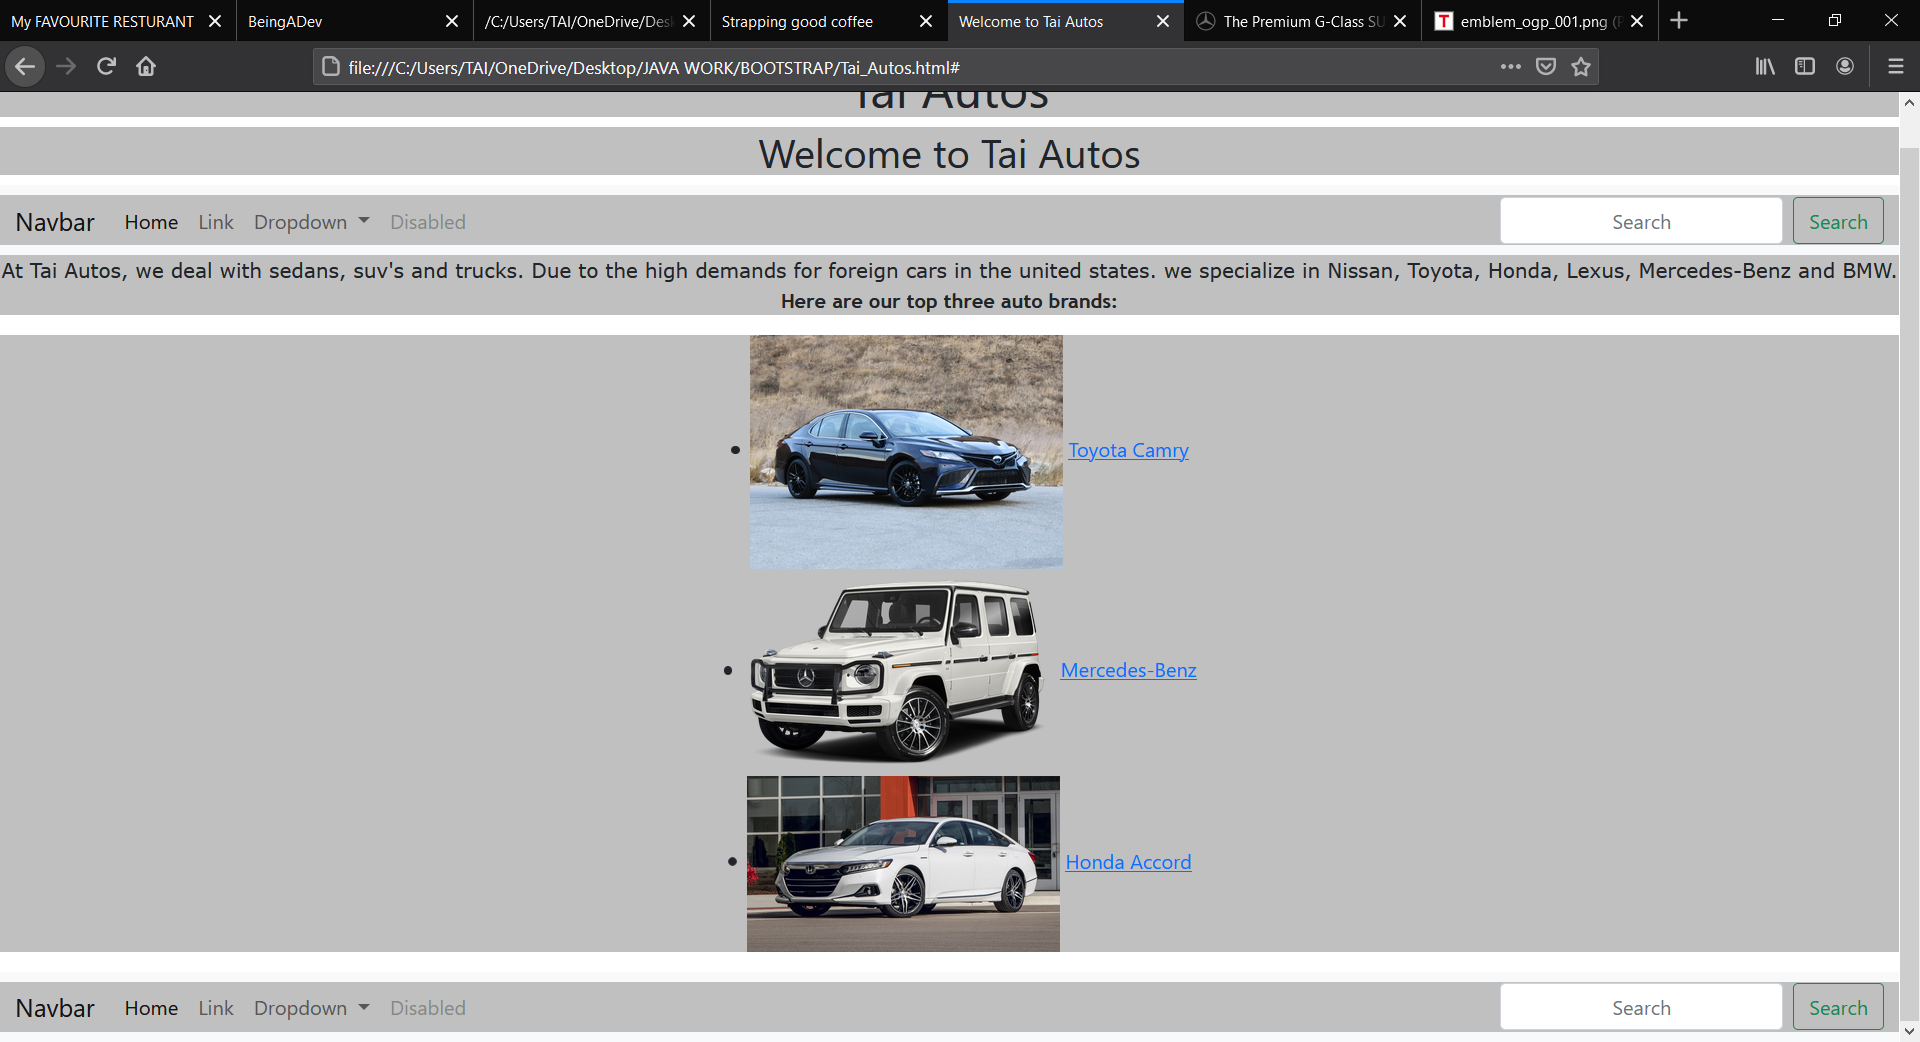 My FAVOURITE RESTURANT
BeingADev
/C:/Users/TAI/OneDrive/Des
Strapping good coffee
Welcome to Tai Autos
The Premium G-Class SU
emblem_ogp_001.png (P
file:///C:/Users/TAI/OneDrive/Desktop/JAVA WORK/BOOTSTRAP/Tai_Autos.html#
Tai Autos
Welcome to Tai Autos
Navbar Home Link Dropdown Disabled Search Search
At Tai Autos, we deal with sedans, suv's and trucks. Due to the high demands for foreign cars in the united states. we specialize in Nissan, Toyota, Honda, Lexus, Mercedes-Benz and BMW.
Here are our top three auto brands:
Toyota Camry
Mercedes-Benz
Honda Accord
Navbar Home Link Dropdown Disabled Search Search